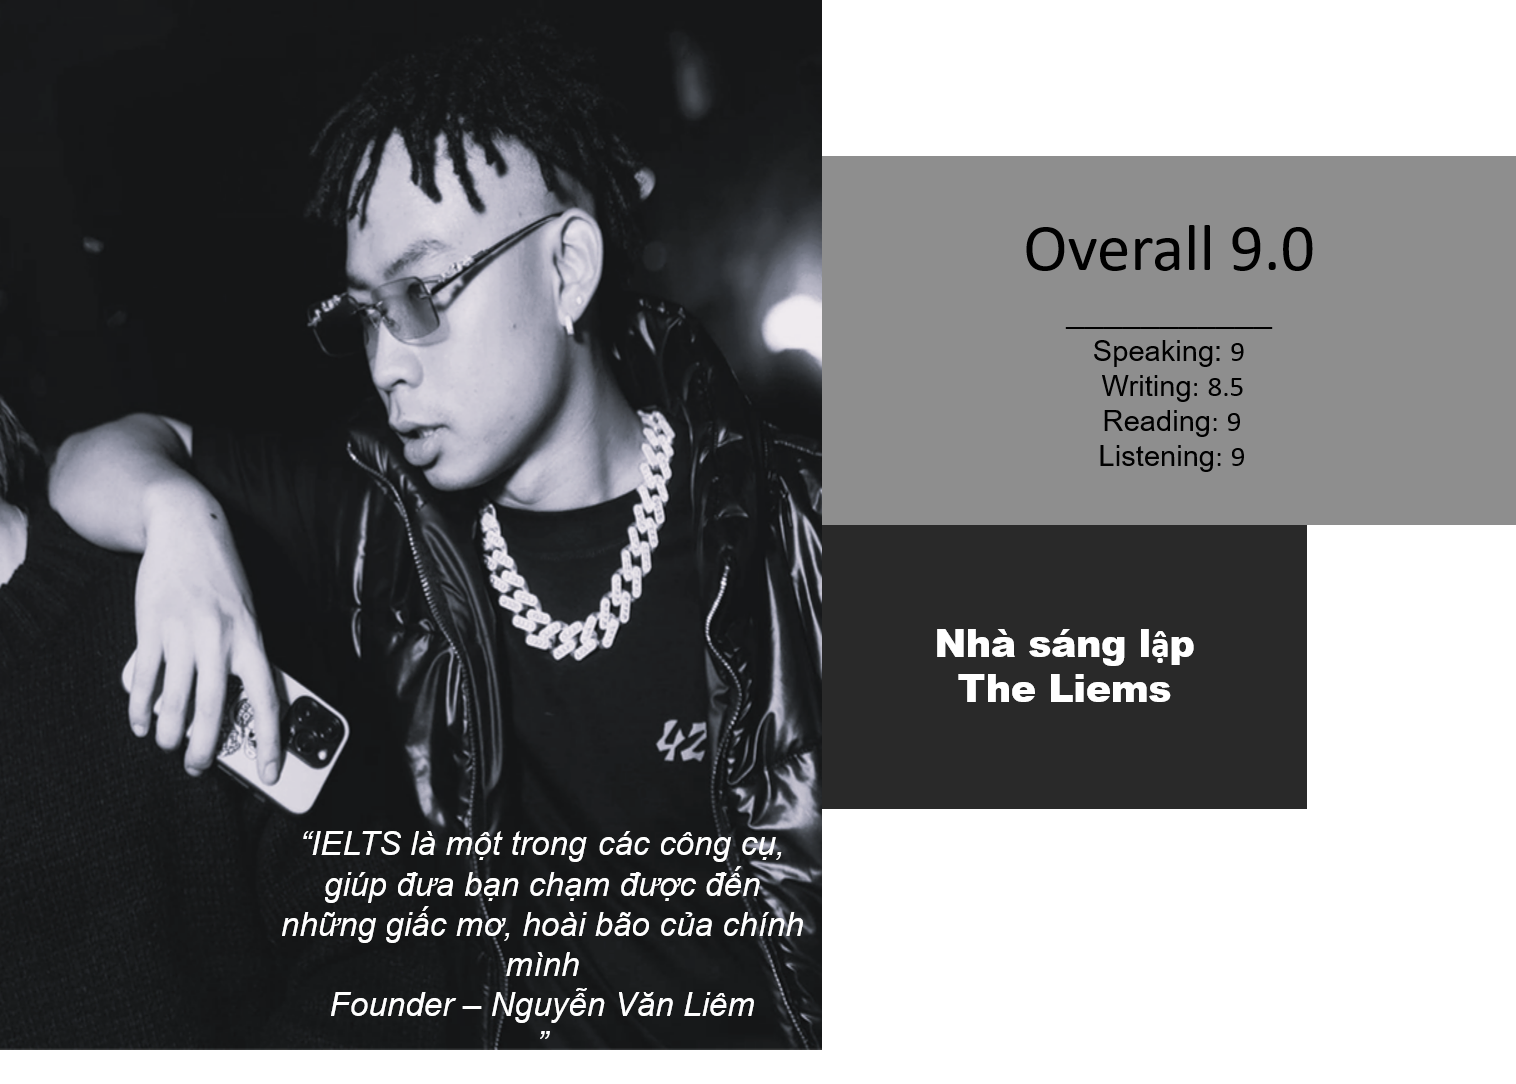 Overall 9.0
Speaking: 9
Writing: 8.5
Reading: 9
Listening: 9
Nhà sáng lập
The Liems
42
“IELTS là một trong các công cụ,
giúp đưa bạn chạm được đến
những giấc mơ, hoài bão của chính
mình
Founder – Nguyễn Văn Liêm
”